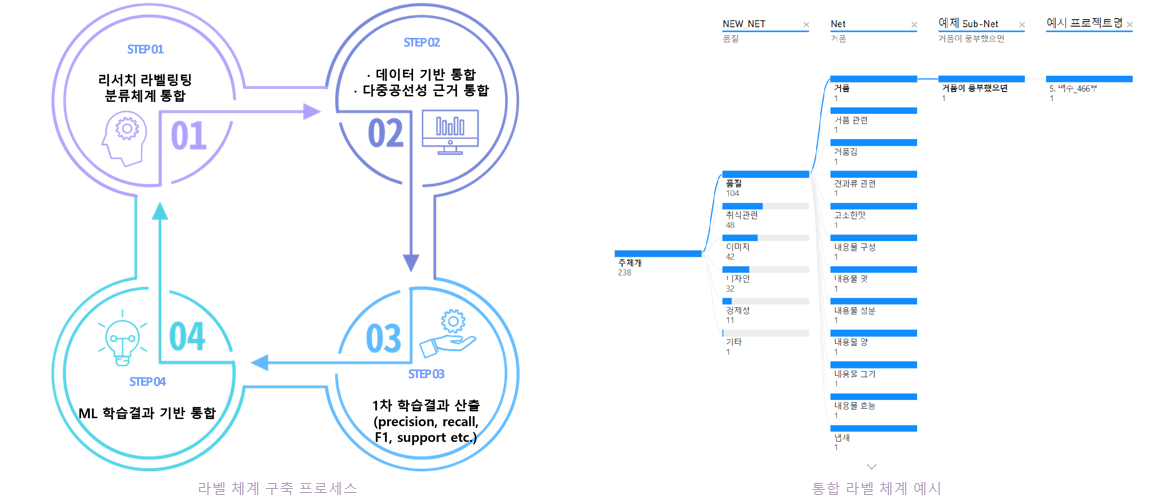 STEP 01
리서치 라벨링팅
분류체계 통합
01
STEP 02
· 데이터 기반 통합
· 다중공선성 근거 통합
02
03
STEP 03
1차 학습결과 산출
(precision, recall,
F1, support etc.)
04
STEP 04
ML 학습결과 기반 통합
라벨 체계 구축 프로세스
NEW_NET
품질
Net
거품
예제 Sub-Net
거품이 풍부했으면
예시 프로젝트명
주체가
238
품질
104
취식관련
48
이미지
42
디자인
32
경제성
11
기타
1
거품
1
거품 관련
1
거품김
1
견과류 관련
1
고소한맛
1
내용물 구성
1
내용물 맛
1
내용물 성분
1
내용물 양
1
내용물 크기
1
내용물 효능
1
냄새
1
거품이 풍부했으면
1
5. 맥주_466부
1
통합 라벨 체계 예시